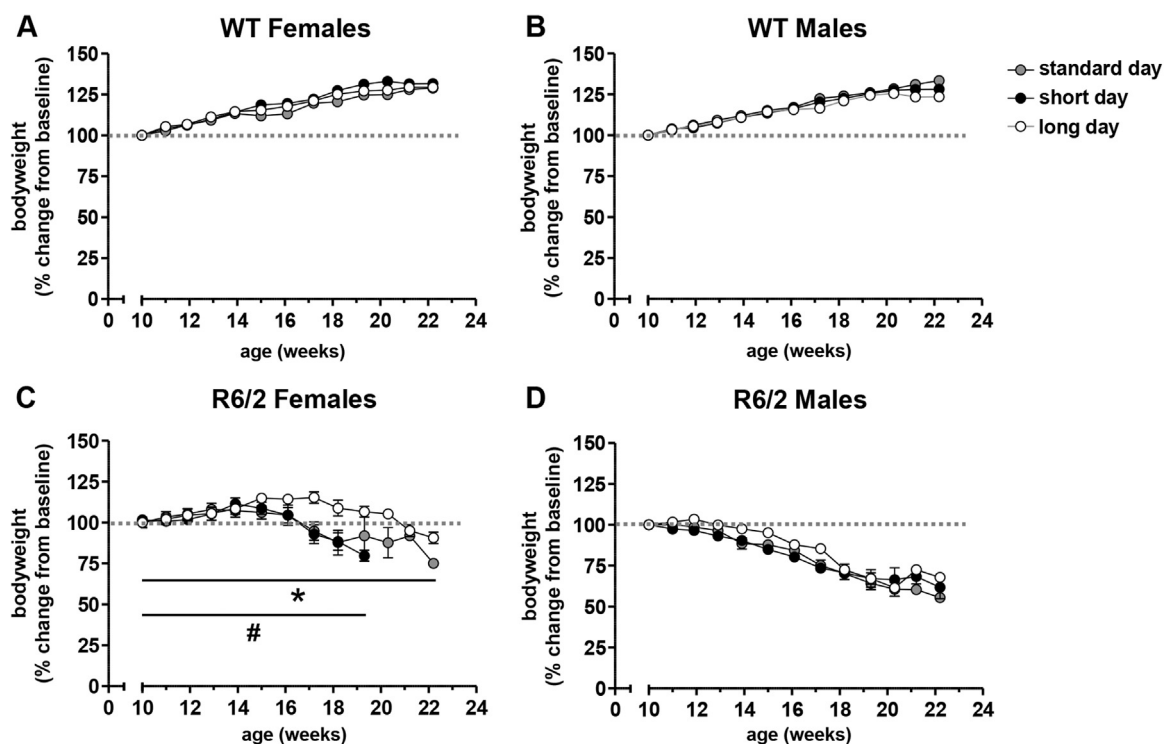 A
WT Females
bodyweight
(% change from baseline)
150
125
100
75
50
25
0
0 10 12 14 16 18 20 22 24
age (weeks)
B
WT Males
bodyweight
(% change from baseline)
150
125
100
75
50
25
0
0 10 12 14 16 18 20 22 24
age (weeks)
standard day
short day
long day
C
R6/2 Females
bodyweight
(% change from baseline)
150
125
100
75
50
25
0
*
#
0 10 12 14 16 18 20 22 24
age (weeks)
D
R6/2 Males
bodyweight
(% change from baseline)
150
125
100
75
50
25
0
0 10 12 14 16 18 20 22 24
age (weeks)